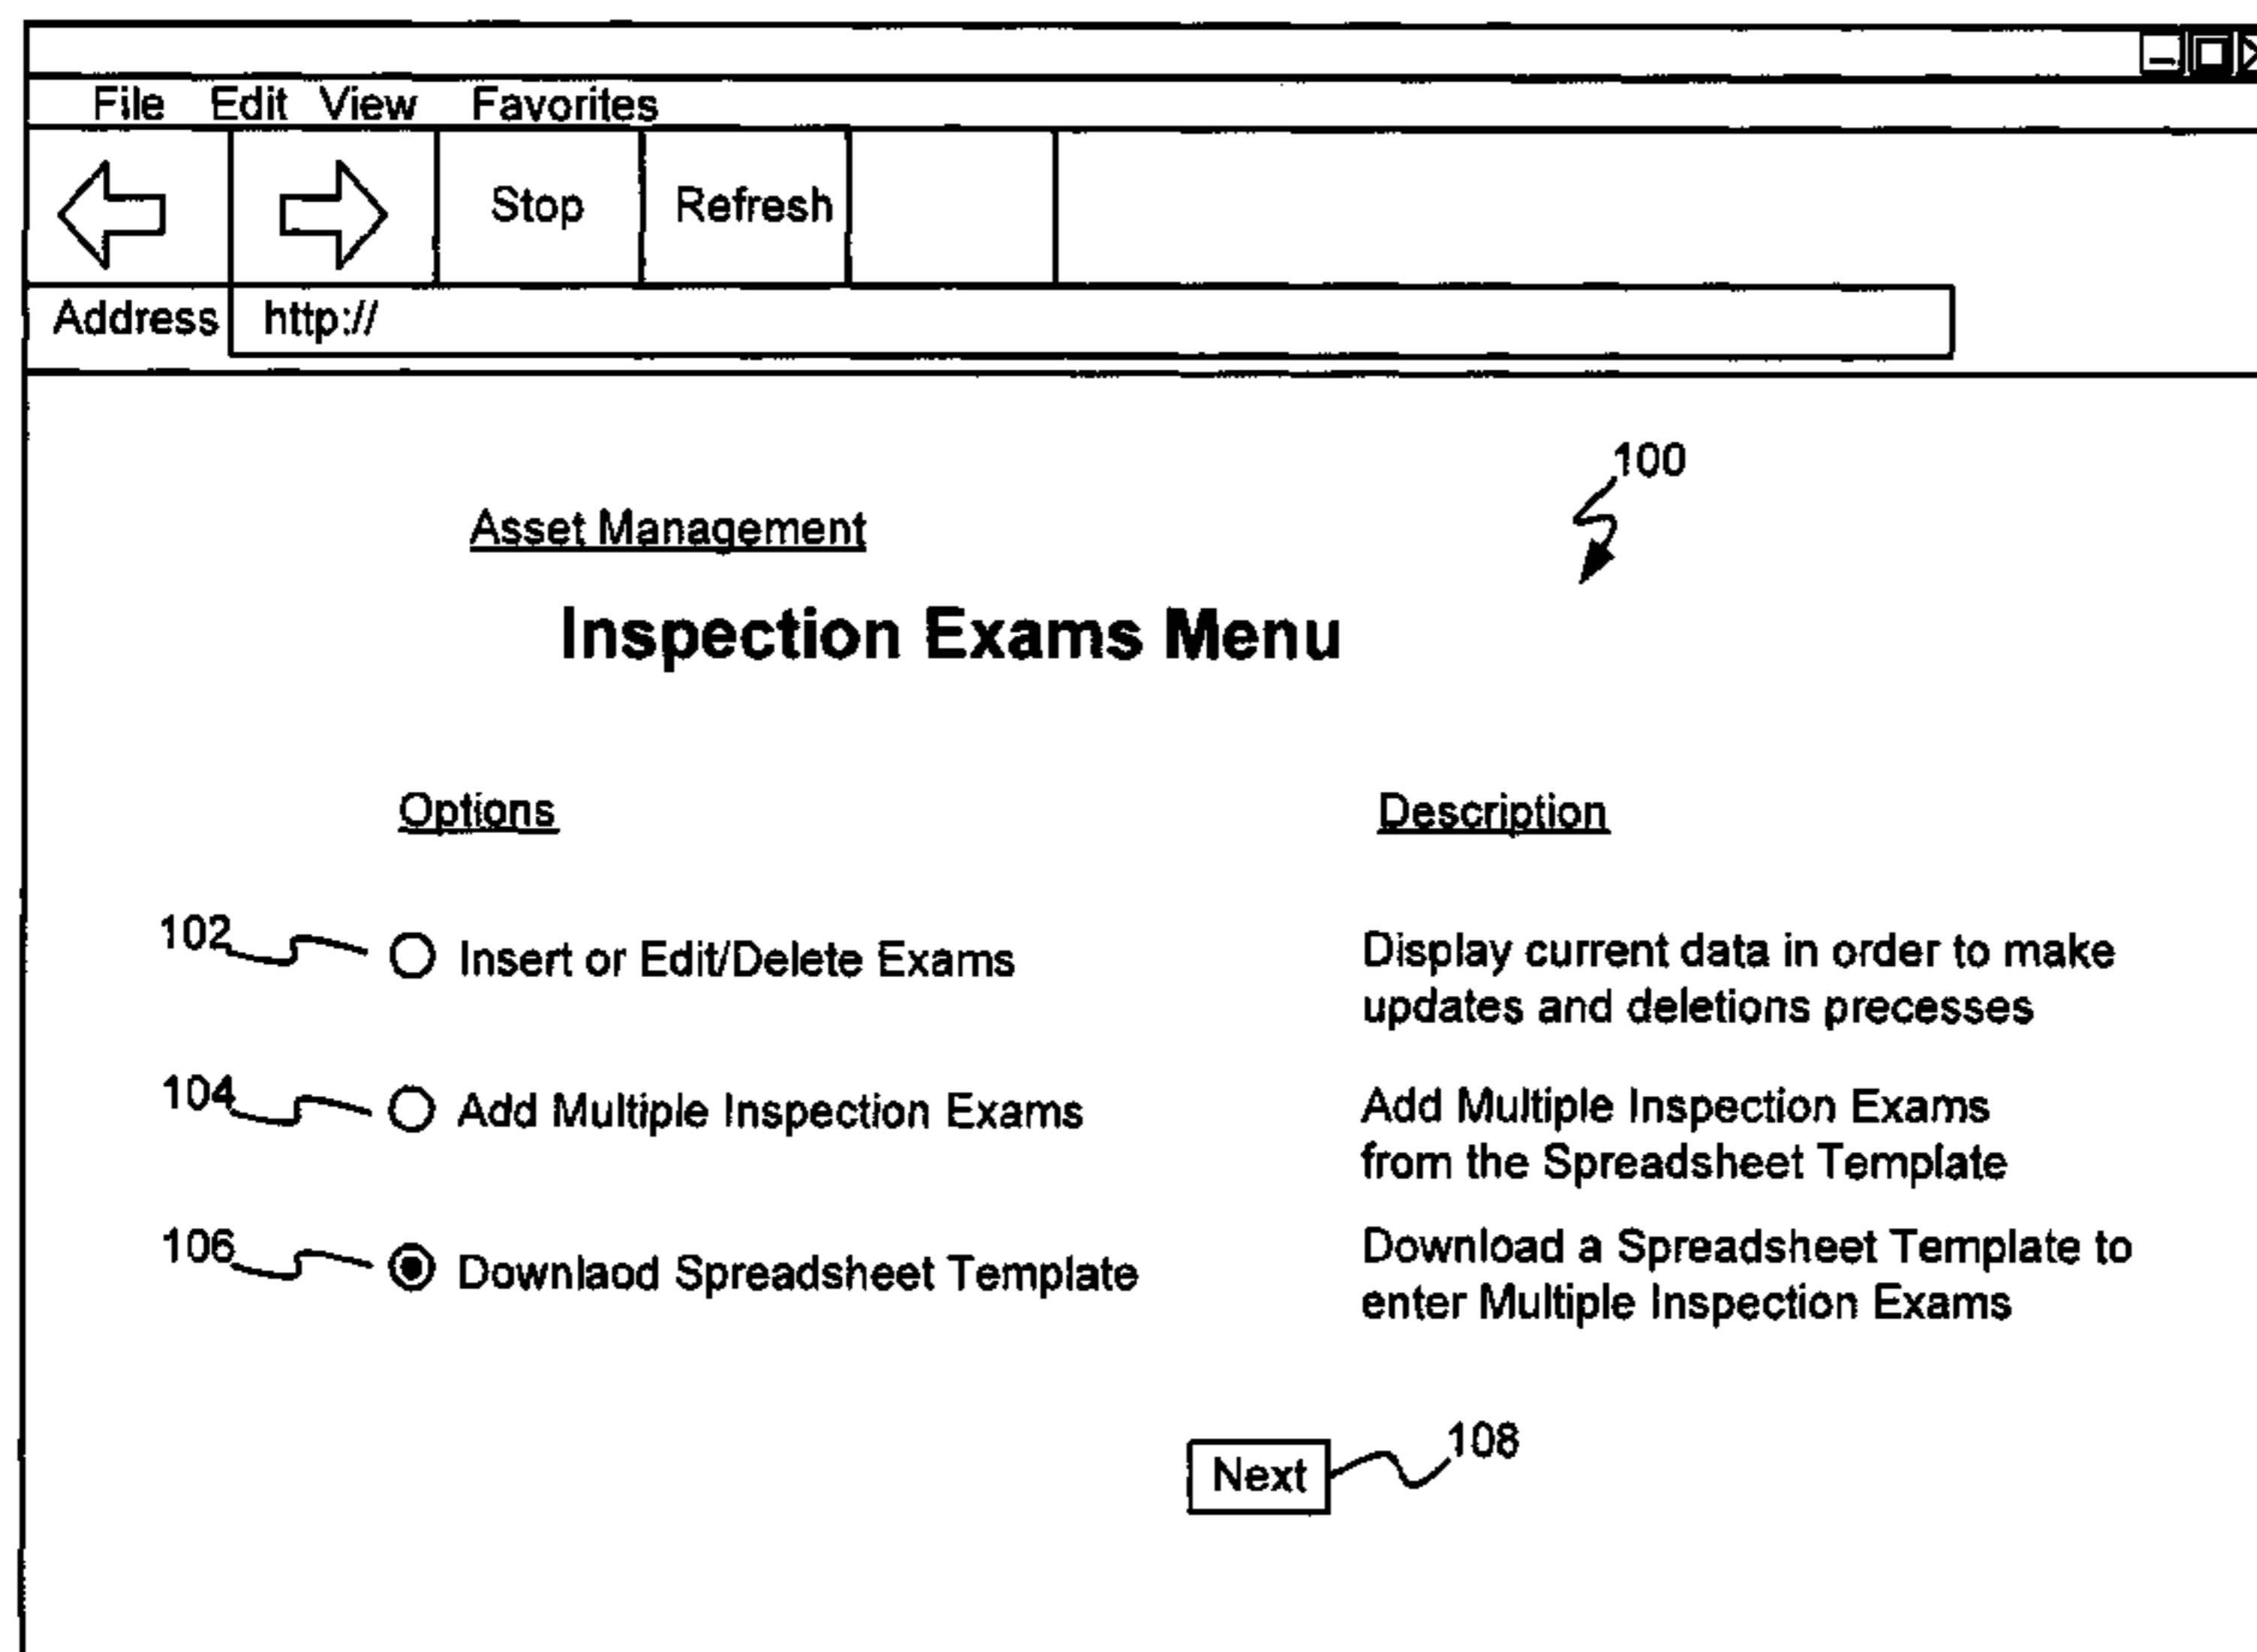 File Edit View Favorites
Stop Refresh
Address http://
100
Asset Management
Inspection Exams Menu
Options Description
102 Insert or Edit/Delete Exams Display current data in order to make
updates and deletions precesses
104 Add Multiple Inspection Exams Add Multiple Inspection Exams
from the Spreadsheet Template
106 Downlaod Spreadsheet Template Download a Spreadsheet Template to
enter Multiple Inspection Exams
Next 108